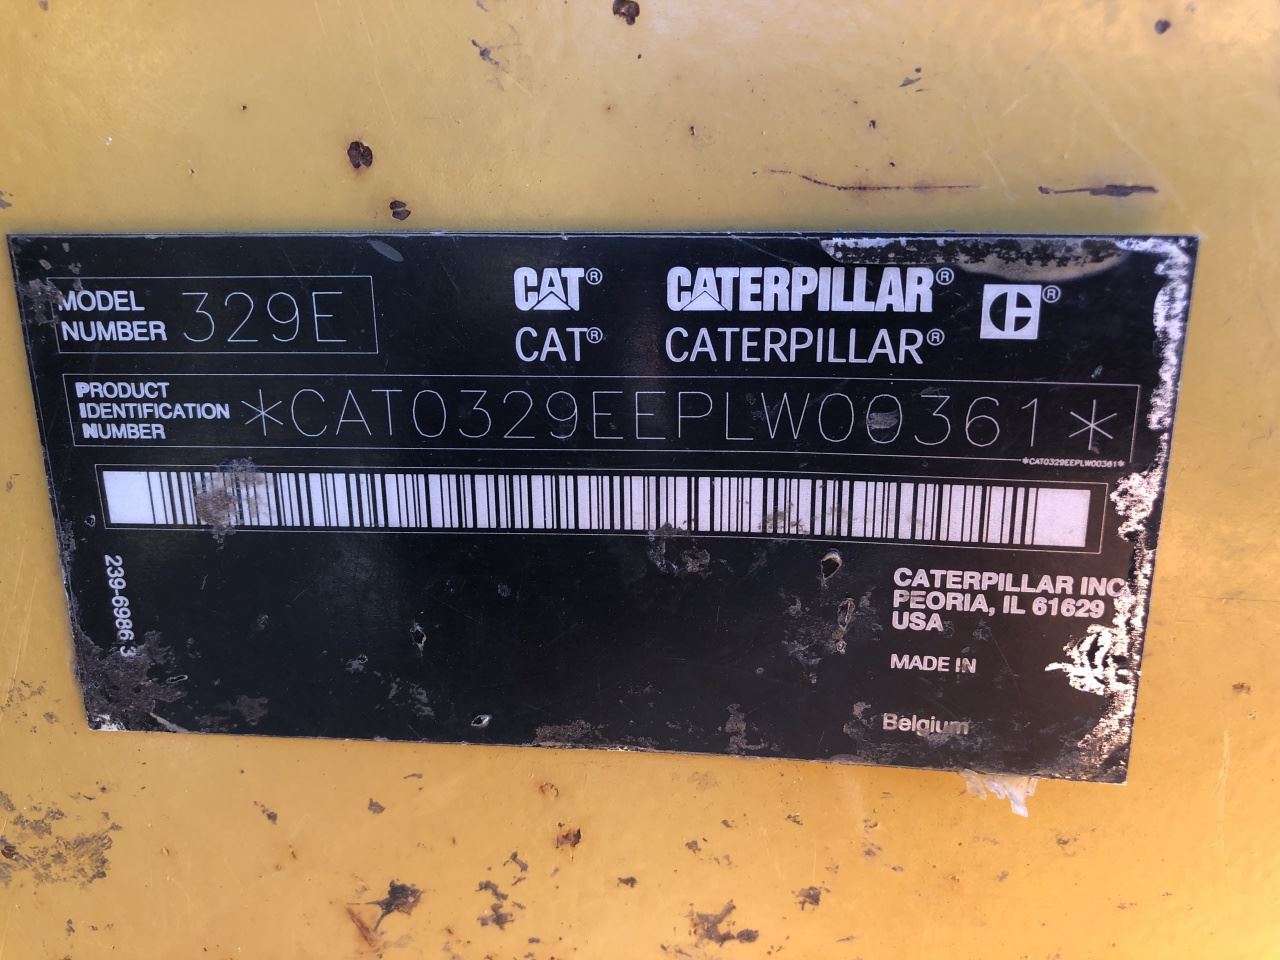 MODEL
NUMBER 329E
CAT® CATERPILLAR® ®
CAT® CATERPILLAR®
PRODUCT
IDENTIFICATION
NUMBER
*CAT0329EEPLW00361*
*CAT0329EEPLW00361*
239-6986 3
CATERPILLAR INC.
PEORIA, IL 61629
USA
MADE IN
Belgium